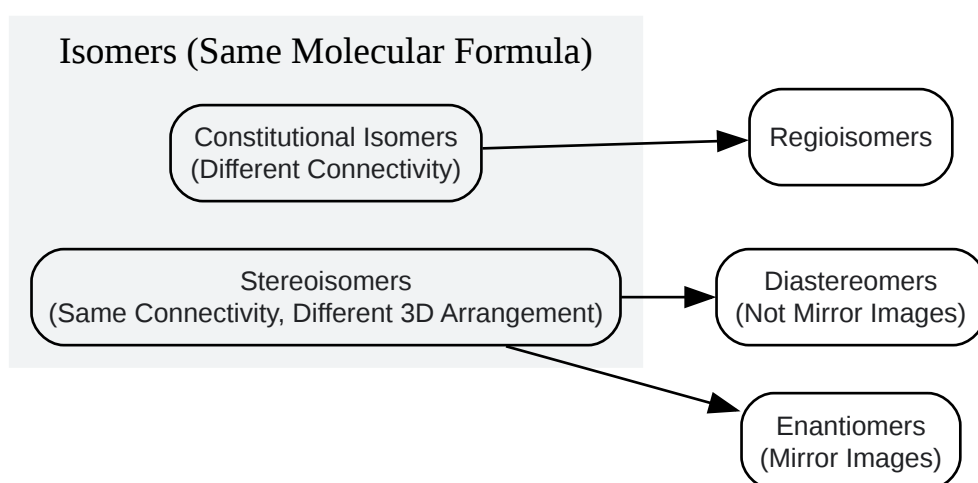 Isomers (Same Molecular Formula)
Constitutional Isomers
(Different Connectivity)
Regioisomers
Stereoisomers
(Same Connectivity, Different 3D Arrangement)
Diastereomers
(Not Mirror Images)
Enantiomers
(Mirror Images)